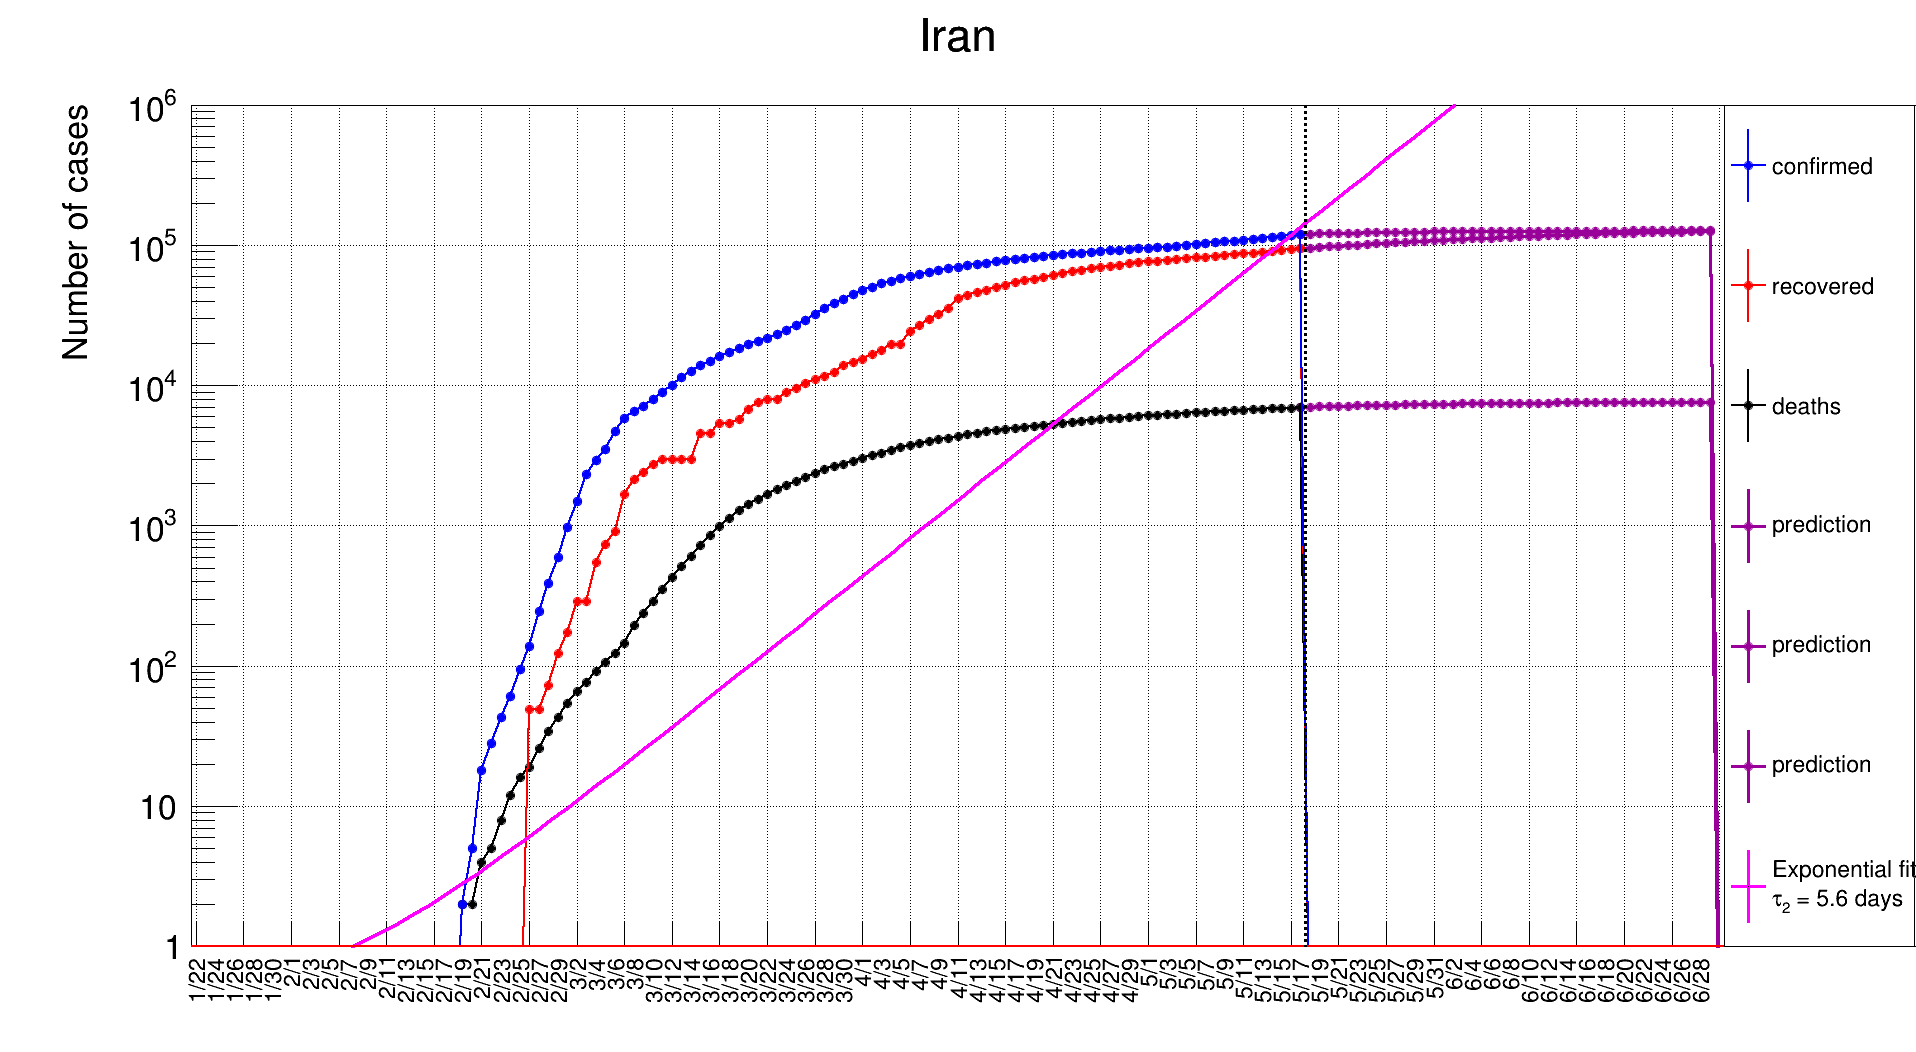 Iran
Number of cases
10^6
10^5
10^4
10^3
10^2
10
1
1/22 1/24 1/26 1/28 1/30 2/1 2/3 2/5 2/7 2/9 2/11 2/13 2/15 2/17 2/19 2/21 2/23 2/25 2/27 2/29 3/2 3/4 3/6 3/8 3/10 3/12 3/14 3/16 3/18 3/20 3/22 3/24 3/26 3/28 3/30 4/1 4/3 4/5 4/7 4/9 4/11 4/13 4/15 4/17 4/19 4/21 4/23 4/25 4/27 4/29 5/1 5/3 5/5 5/7 5/9 5/11 5/13 5/15 5/17 5/19 5/21 5/23 5/25 5/27 5/29 5/31 6/2 6/4 6/6 6/8 6/10 6/12 6/14 6/16 6/18 6/20 6/22 6/24 6/26 6/28
confirmed
recovered
deaths
prediction
prediction
prediction
Exponential fit
τ2 = 5.6 days